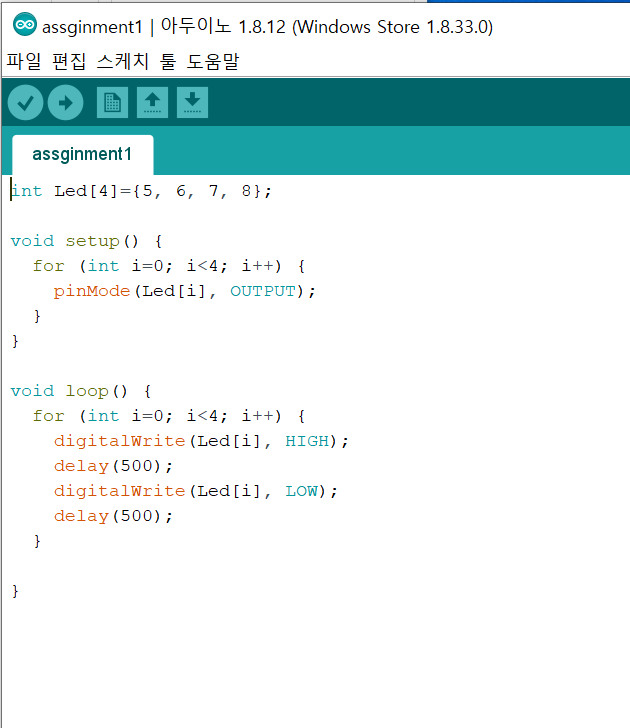 assginment1 | 아두이노 1.8.12 (Windows Store 1.8.33.0)
파일 편집 스케치 툴 도움말
assginment1
int Led[4]={5, 6, 7, 8};
void setup() {
  for (int i=0; i<4; i++) {
    pinMode(Led[i], OUTPUT);
  }
}
void loop() {
  for (int i=0; i<4; i++) {
    digitalWrite(Led[i], HIGH);
    delay(500);
    digitalWrite(Led[i], LOW);
    delay(500);
  }
}